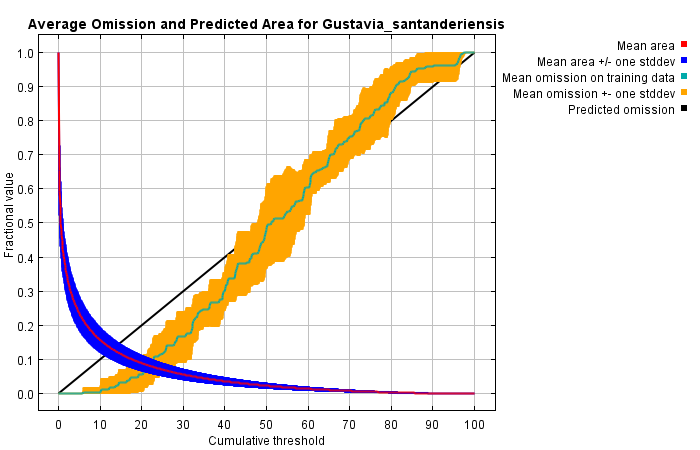 Average Omission and Predicted Area for Gustavia_santanderiensis
Mean area
Mean area +/- one stddev
Mean omission on training data
Mean omission +- one stddev
Predicted omission
Fractional value
1.0
0.9
0.8
0.7
0.6
0.5
0.4
0.3
0.2
0.1
0.0
0 10 20 30 40 50 60 70 80 90 100
Cumulative threshold